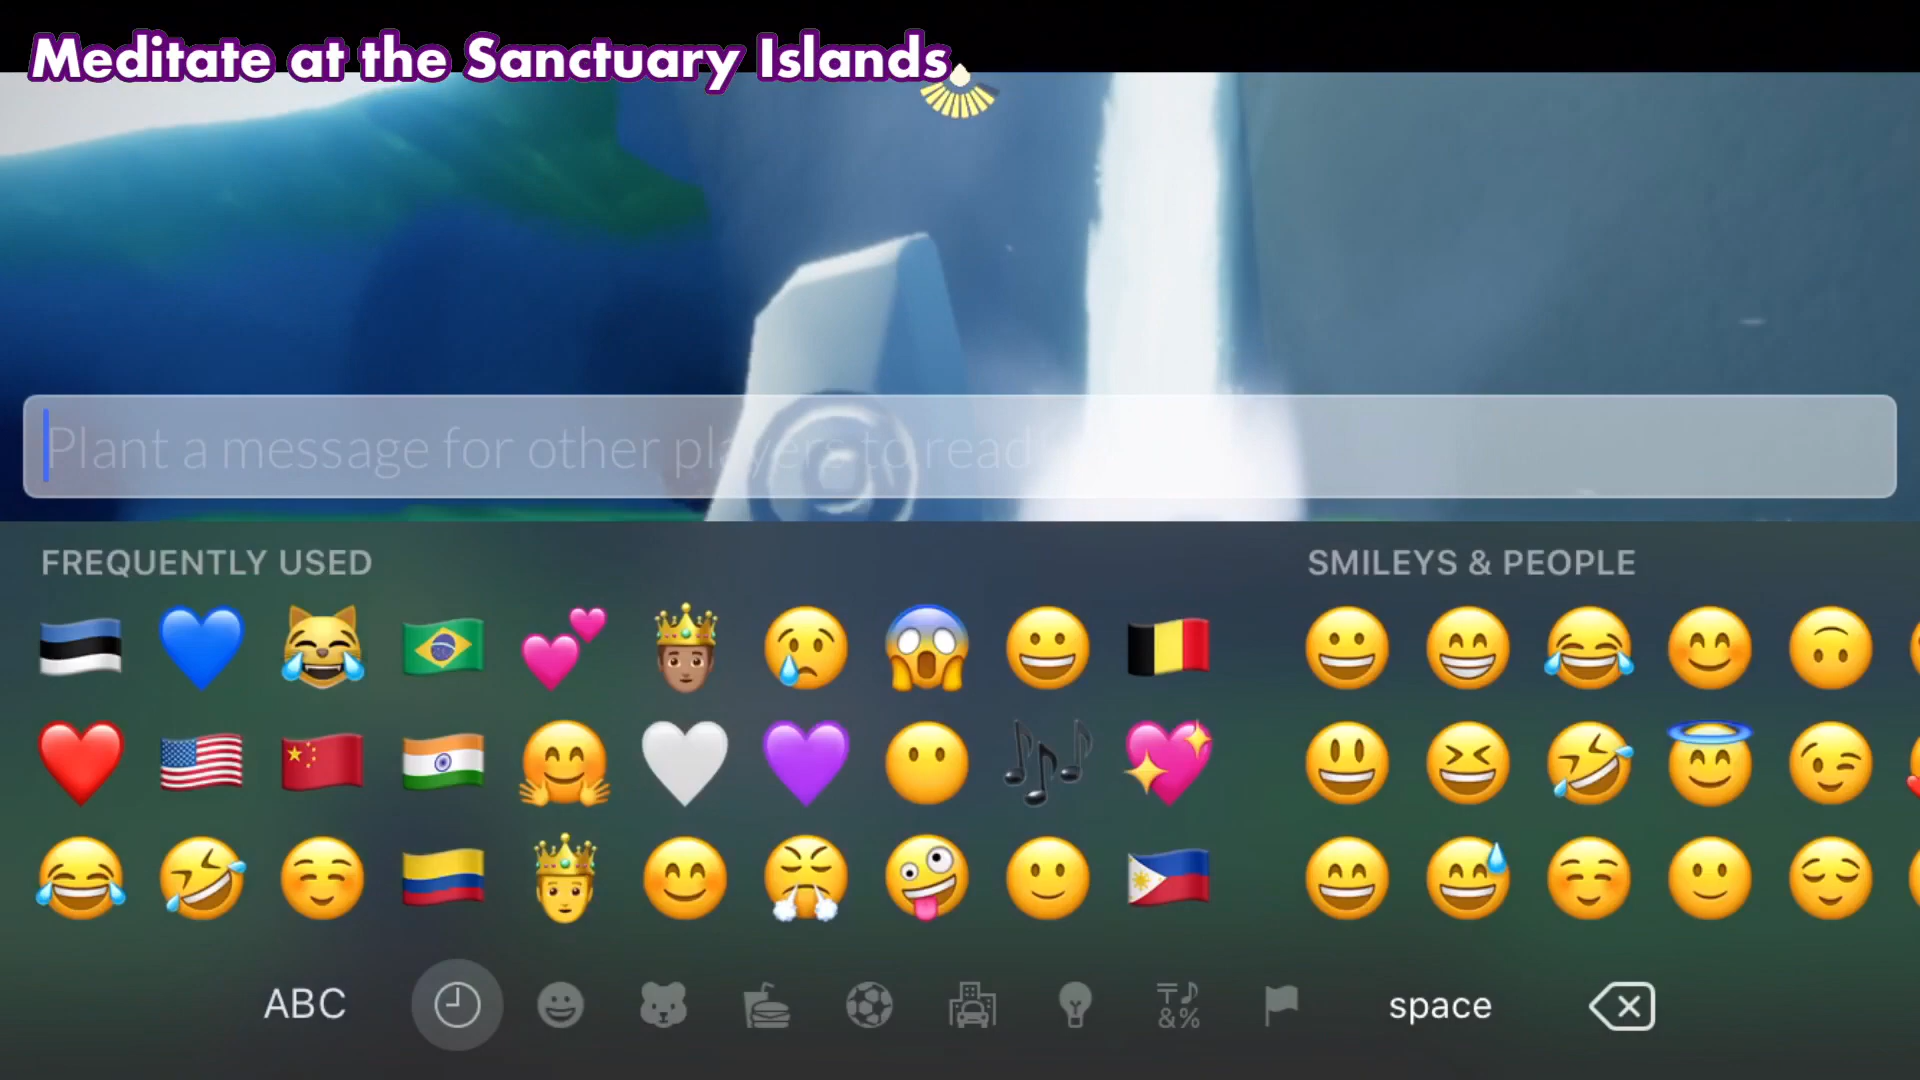 Meditate at the Sanctuary Islands
Plant a message for other players to read
FREQUENTLY USED
SMILEYS & PEOPLE
ABC
space